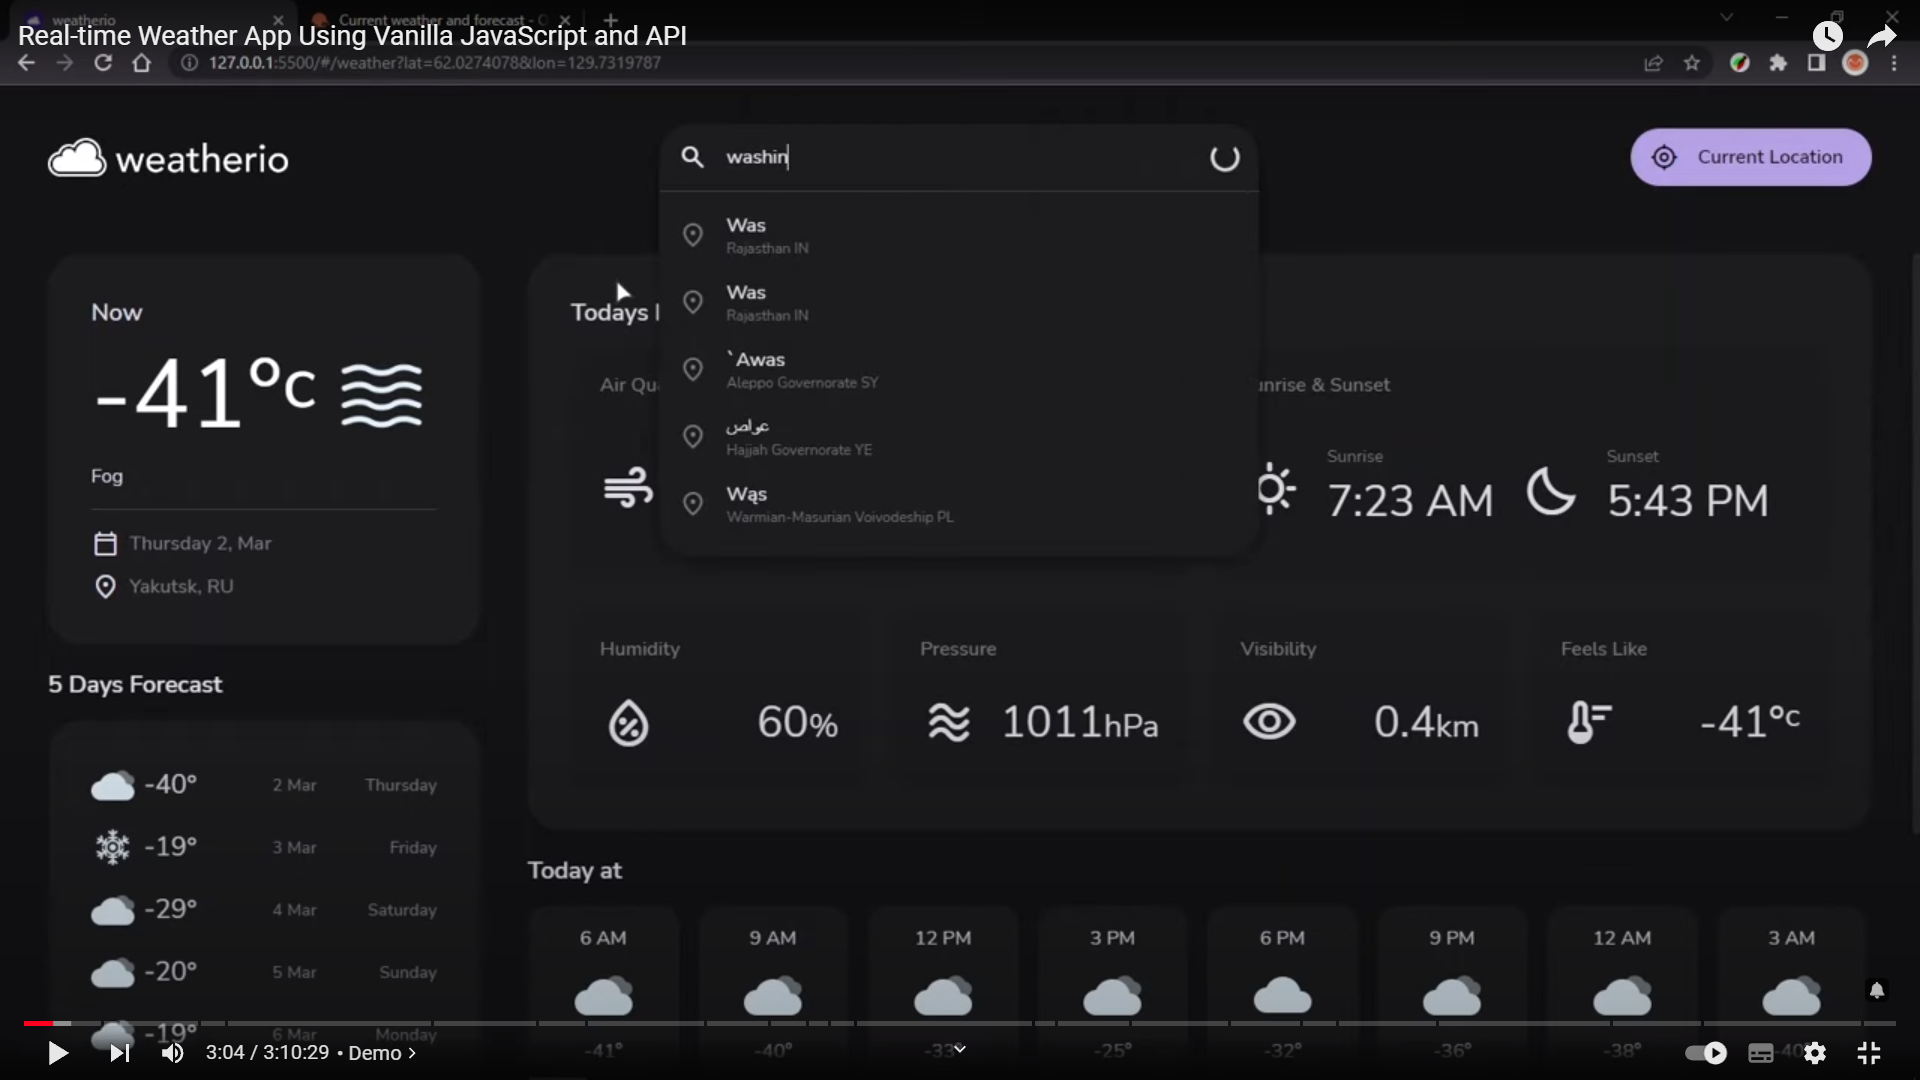 weatherio
Current weather and forecast - O
Real-time Weather App Using Vanilla JavaScript and API
127.0.0.1:5500/#/weather?lat=62.0274078&lon=129.7319787
weatherio
washin
Current Location
Was
Rajasthan IN
Was
Rajasthan IN
`Awas
Aleppo Governorate SY
عواص
Hajjah Governorate YE
Wąs
Warmian-Masurian Voivodeship PL
Now
-41°c
Fog
Thursday 2, Mar
Yakutsk, RU
5 Days Forecast
-40° 2 Mar Thursday
-19° 3 Mar Friday
-29° 4 Mar Saturday
-20° 5 Mar Sunday
-19° 6 Mar Monday
Todays
Air Qu
unrise & Sunset
Sunrise
7:23 AM
Sunset
5:43 PM
Humidity
60%
Pressure
1011hPa
Visibility
0.4km
Feels Like
-41°c
Today at
6 AM 9 AM 12 PM 3 PM 6 PM 9 PM 12 AM 3 AM
-41° -40° -33° -25° -32° -36° -38° -40
3:04 / 3:10:29 • Demo